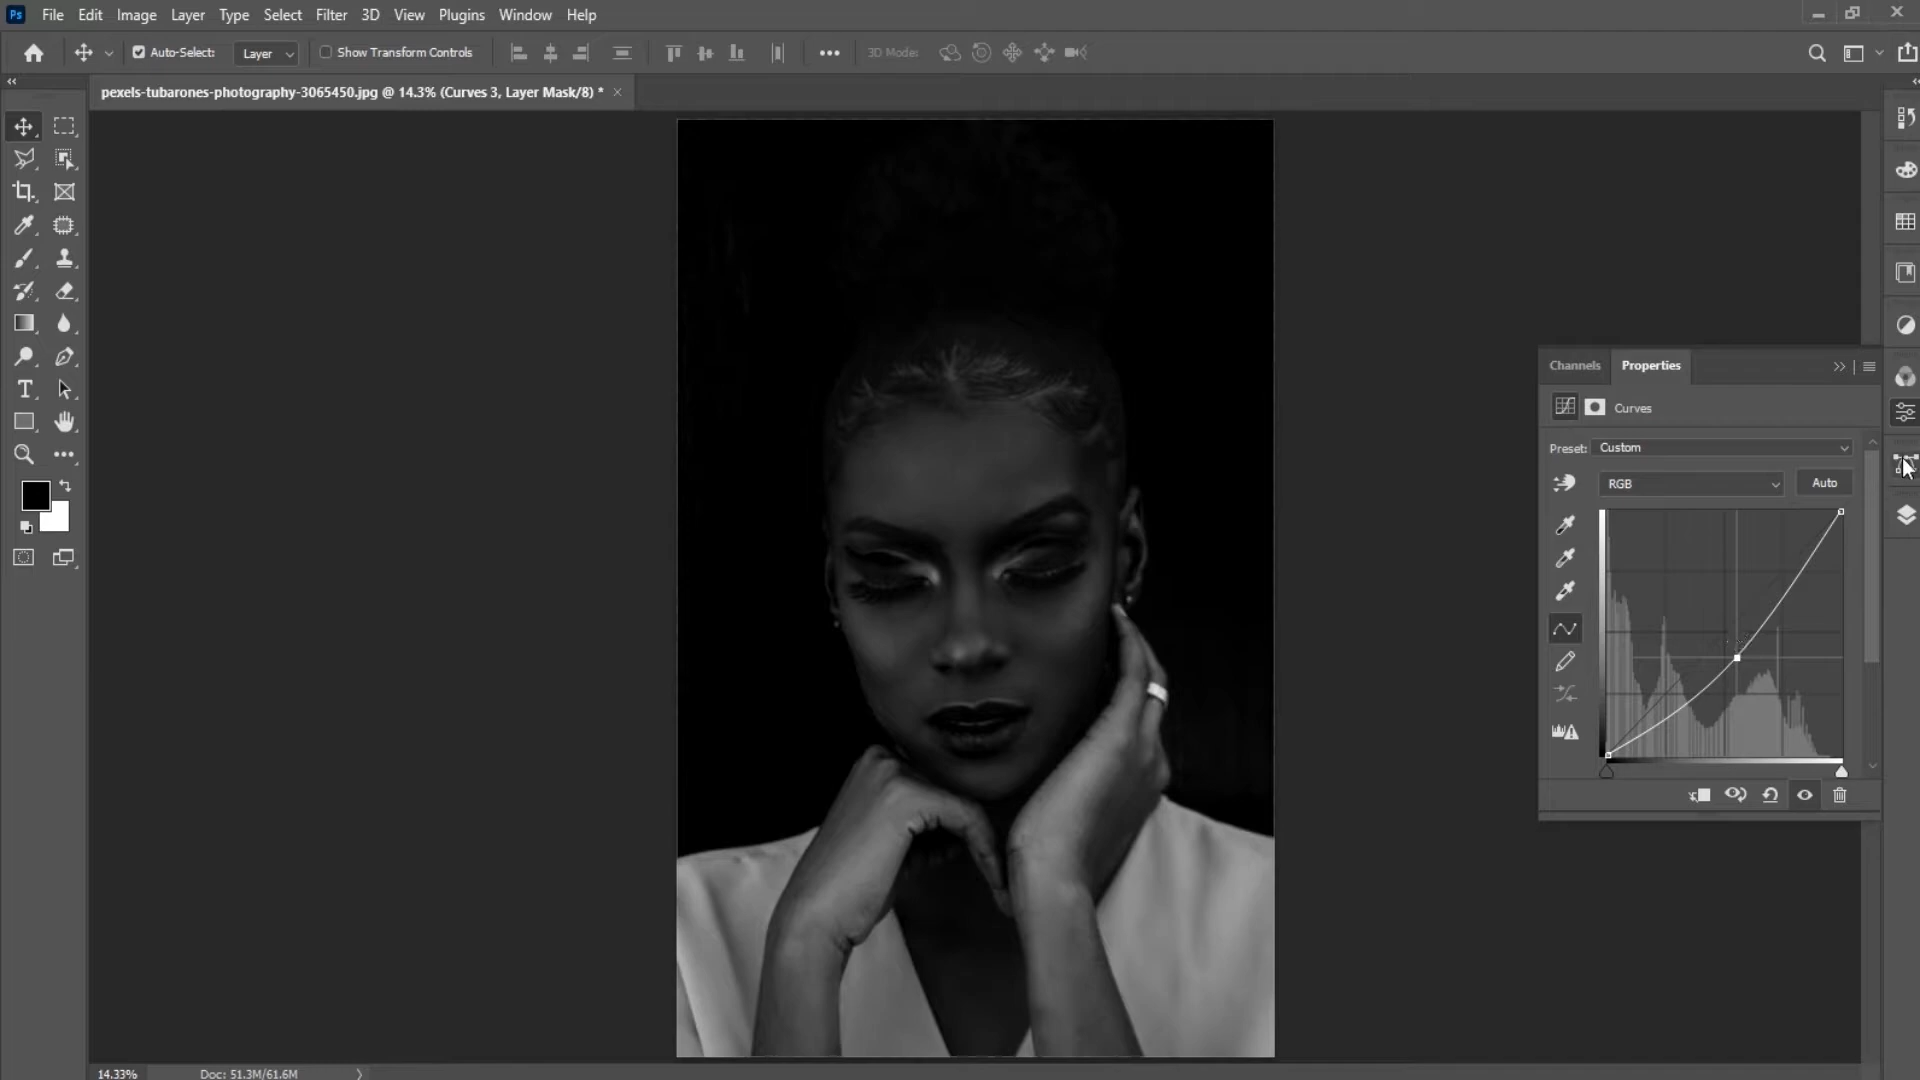 Ps File Edit Image Layer Type Select Filter 3D View Plugins Window Help
Auto-Select: Layer Show Transform Controls 3D Mode:
pexels-tubarones-photography-3065450.jpg @ 14.3% (Curves 3, Layer Mask/8) *
Channels Properties
Curves
Preset: Custom
RGB Auto
14.33% Doc: 51.3M/61.6M